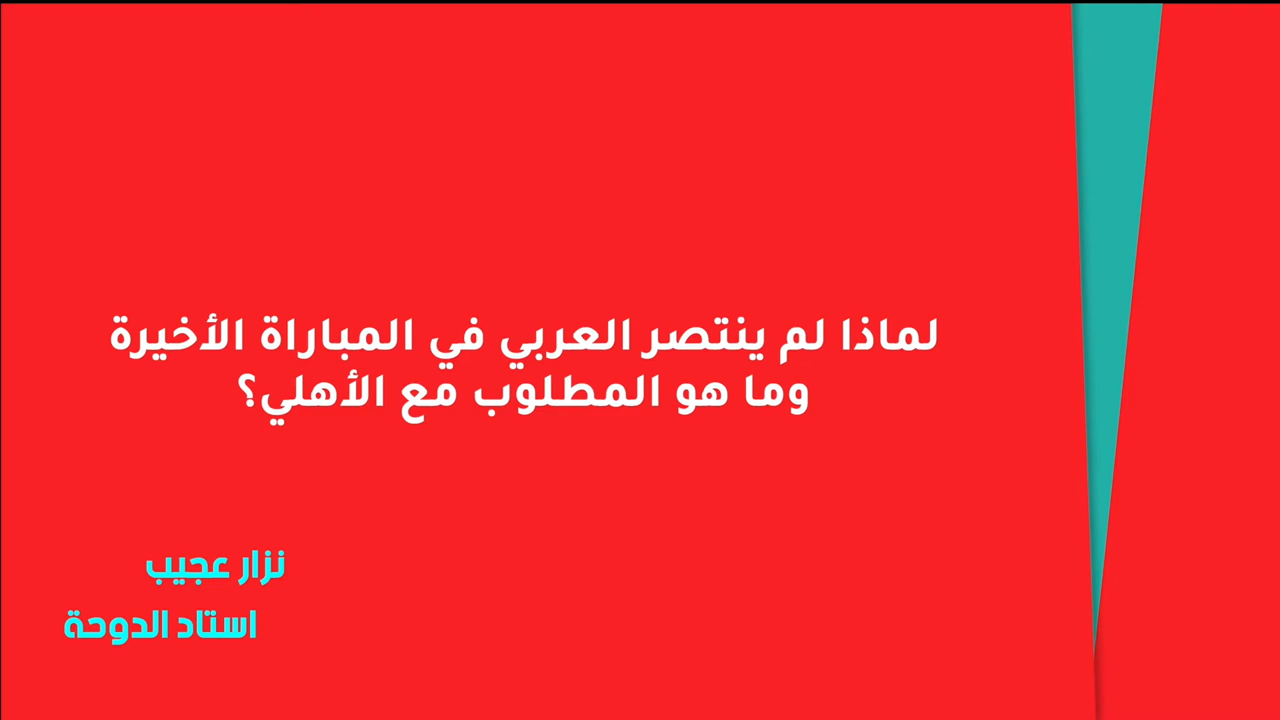 لماذا لم ينتصر العربي في المباراة الأخيرة
وما هو المطلوب مع الأهلي؟
نزار عجيب
استاد الدوحة